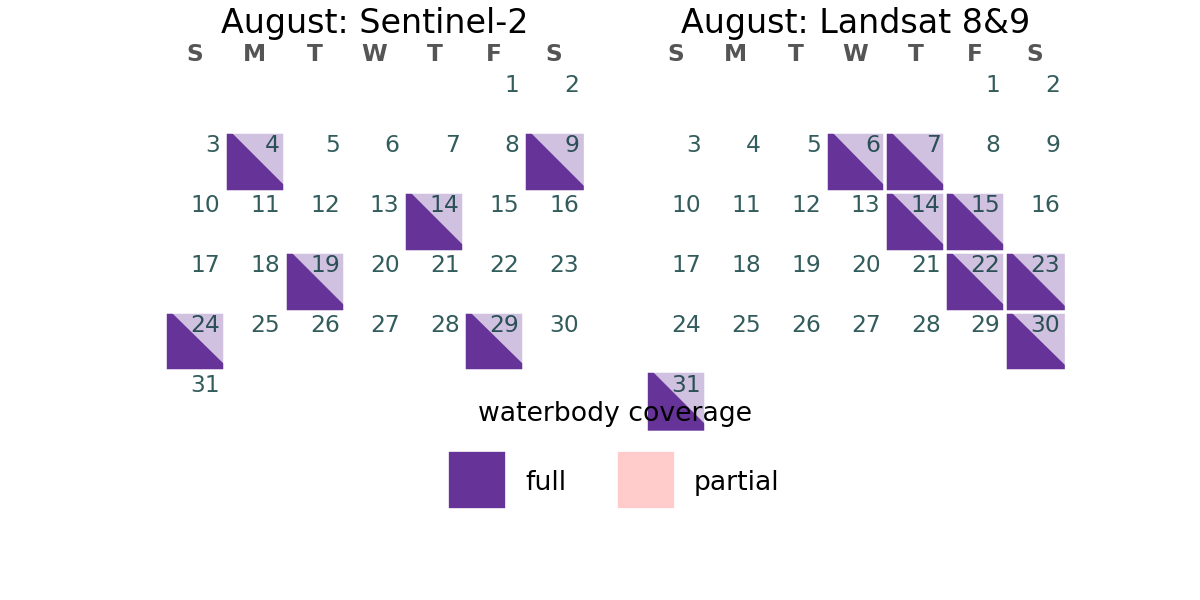 August: Sentinel-2
S M T W T F S
1 2
3 4 5 6 7 8 9
10 11 12 13 14 15 16
17 18 19 20 21 22 23
24 25 26 27 28 29 30
31
August: Landsat 8&9
S M T W T F S
1 2
3 4 5 6 7 8 9
10 11 12 13 14 15 16
17 18 19 20 21 22 23
24 25 26 27 28 29 30
31
waterbody coverage
full partial